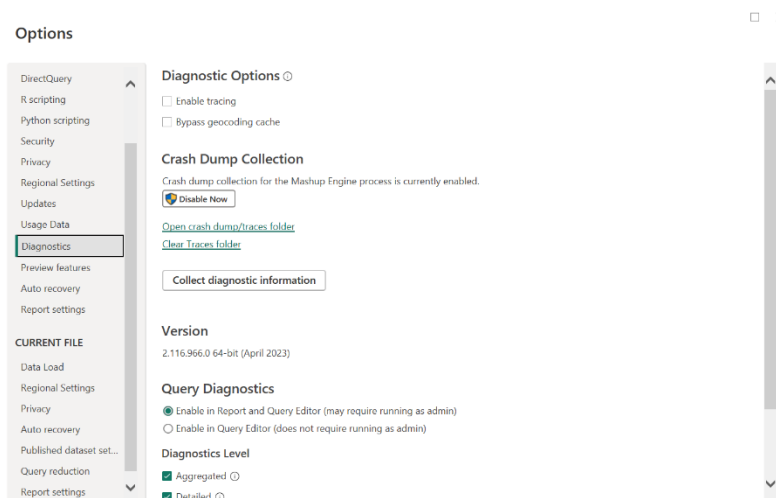 Options
DirectQuery
R scripting
Python scripting
Security
Privacy
Regional Settings
Updates
Usage Data
Diagnostics
Preview features
Auto recovery
Report settings
CURRENT FILE
Data Load
Regional Settings
Privacy
Auto recovery
Published dataset set...
Query reduction
Report settings
Diagnostic Options
Enable tracing
Bypass geocoding cache
Crash Dump Collection
Crash dump collection for the Mashup Engine process is currently enabled.
Disable Now
Open crash dump/traces folder
Clear Traces folder
Collect diagnostic information
Version
2.116.966.0 64-bit (April 2023)
Query Diagnostics
Enable in Report and Query Editor (may require running as admin)
Enable in Query Editor (does not require running as admin)
Diagnostics Level
Aggregated
Detailed